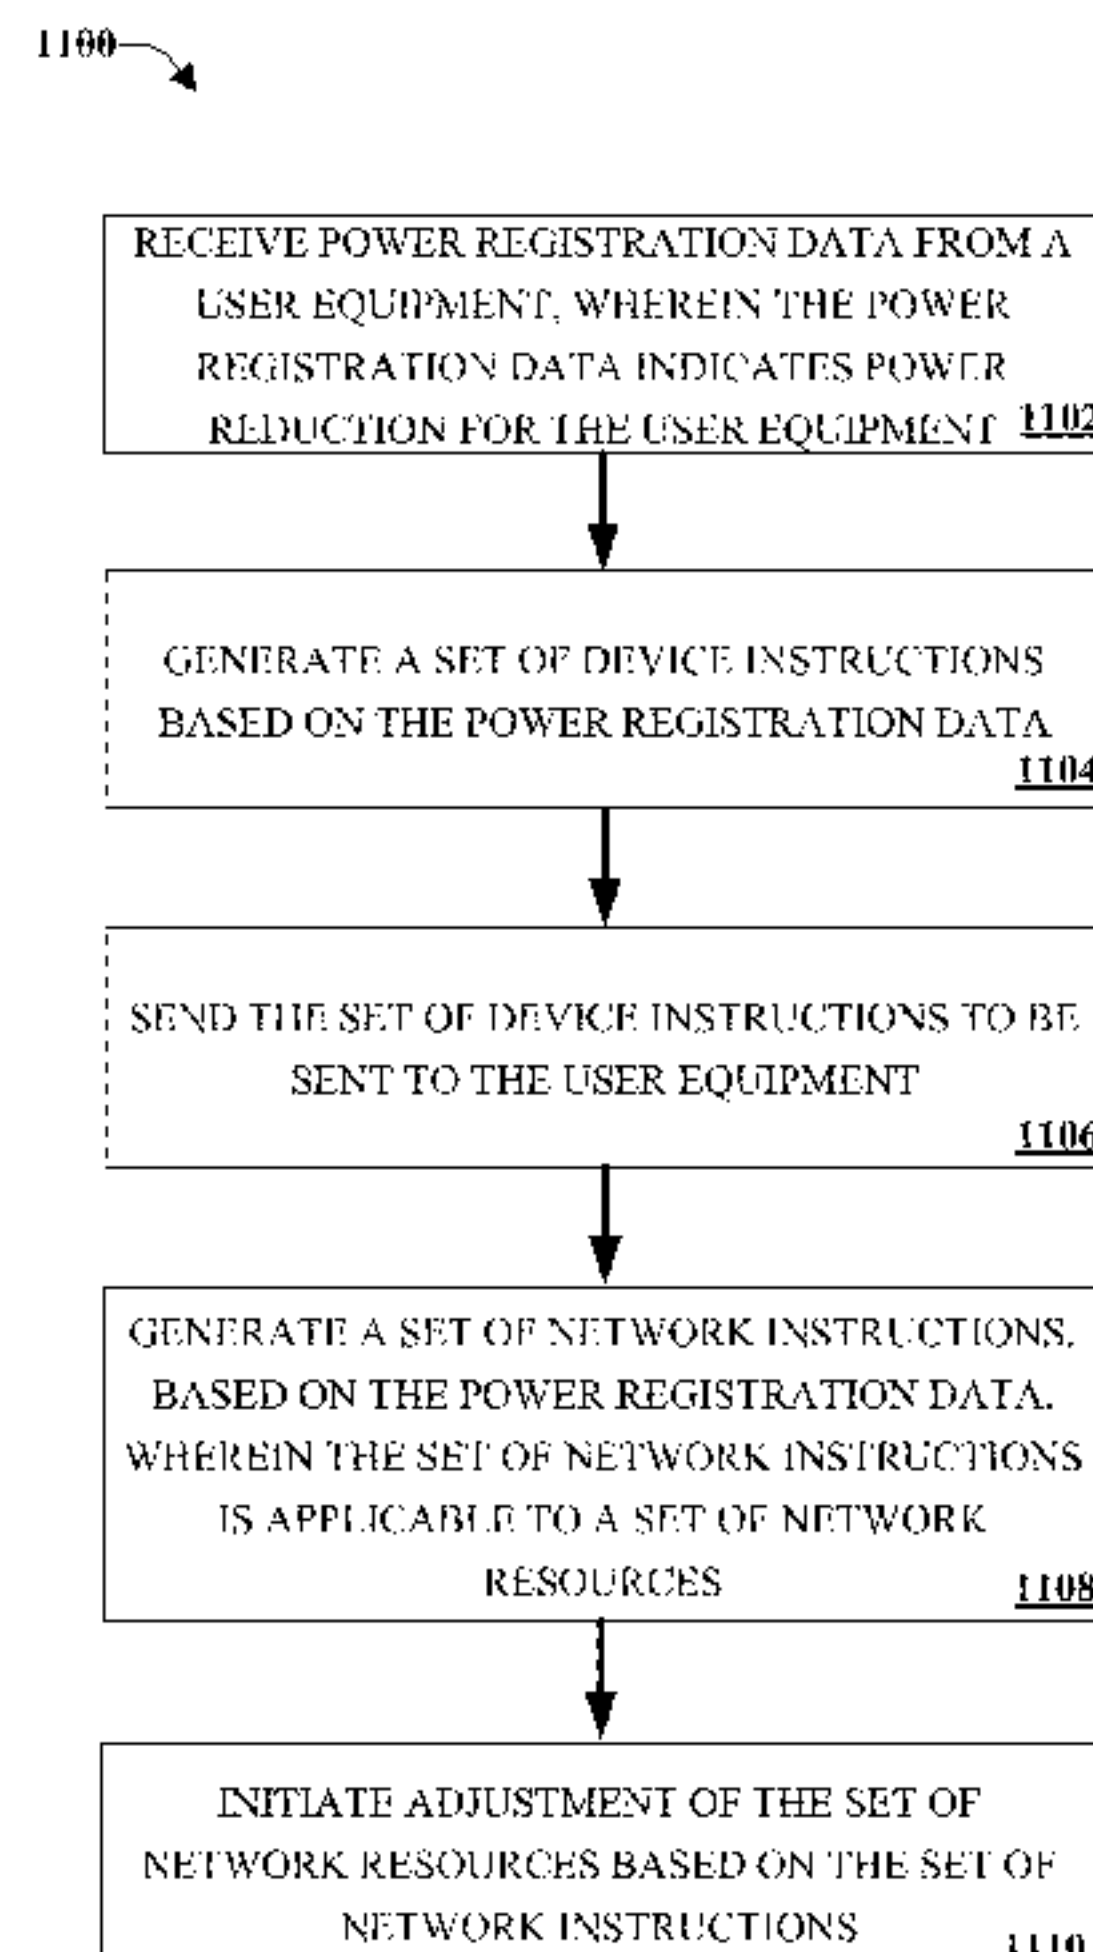 1100
RECEIVE POWER REGISTRATION DATA FROM A
USER EQUIPMENT, WHEREIN THE POWER
REGISTRATION DATA INDICATES POWER
REDUCTION FOR THE USER EQUIPMENT
1102
GENERATE A SET OF DEVICE INSTRUCTIONS
BASED ON THE POWER REGISTRATION DATA
1104
SEND THE SET OF DEVICE INSTRUCTIONS TO BE
SENT TO THE USER EQUIPMENT
1106
GENERATE A SET OF NETWORK INSTRUCTIONS,
BASED ON THE POWER REGISTRATION DATA,
WHEREIN THE SET OF NETWORK INSTRUCTIONS
IS APPLICABLE TO A SET OF NETWORK
RESOURCES
1108
INITIATE ADJUSTMENT OF THE SET OF
NETWORK RESOURCES BASED ON THE SET OF
NETWORK INSTRUCTIONS
1110